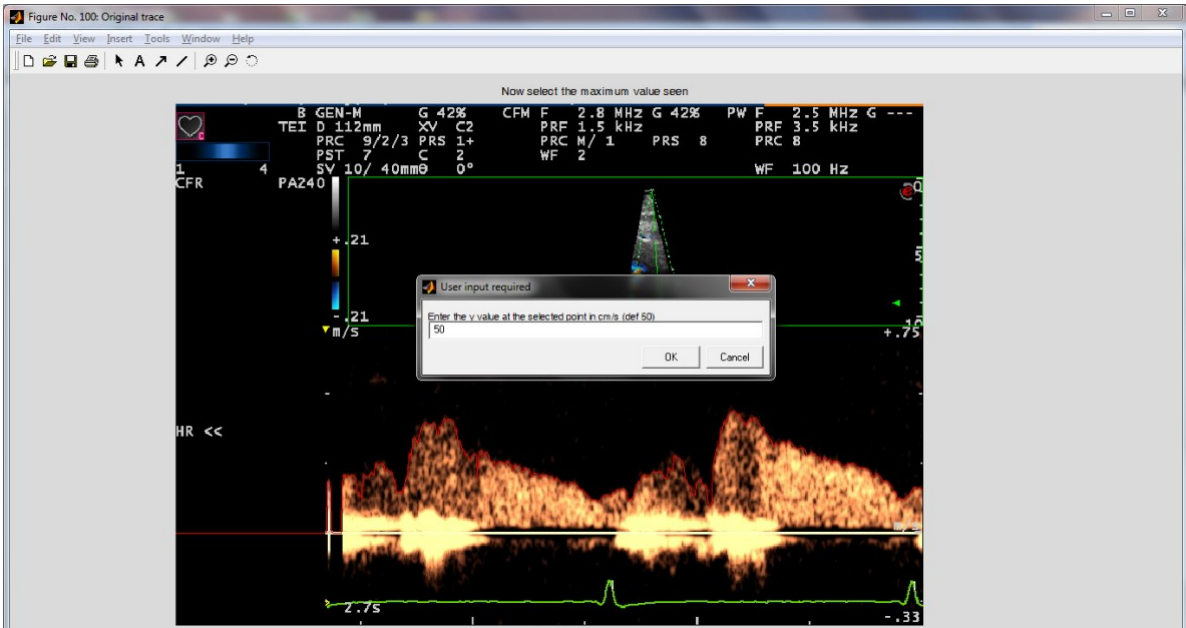 Figure No. 100: Original trace
File Edit View Insert Tools Window Help
Now select the maximum value seen
B GEN-M G 42% CFM F 2.8 MHz G 42% PW F 2.5 MHz G ---
TEI D 112mm XV C2 PRF 1.5 kHz PRF 3.5 kHz
PRC 9/2/3 PRS 1+ PRC M/ 1 PRS 8 PRC 8
PST 7 C 2 WF 2
1 4 SV 10/ 40mmθ 0° WF 100 Hz
CFR PA240
+.21
5
User input required
Enter the y value at the selected point in cm/s (def 50)
50
OK Cancel
-.21
10
m/s
+.75
HR <<
2.7s
-.33